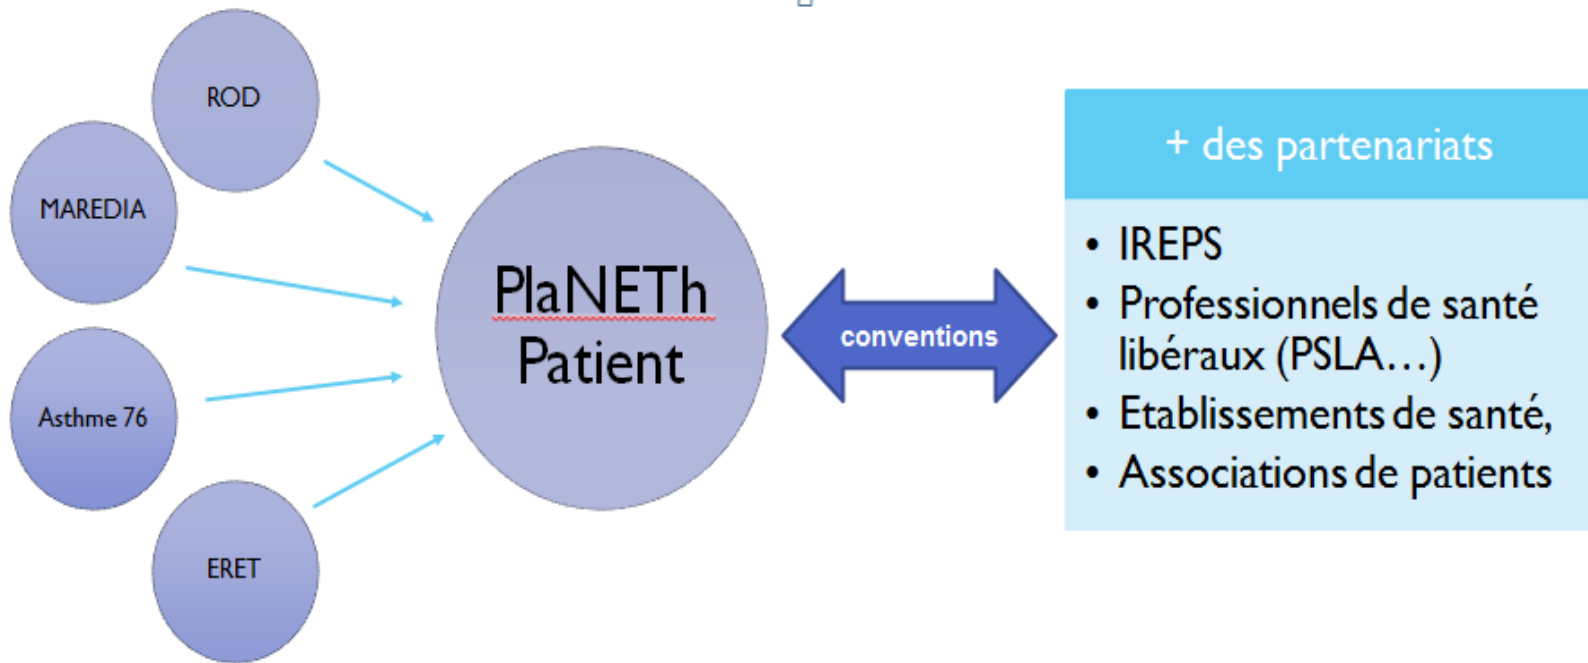 ROD
MAREDIA
Asthme 76
ERET
PlaNETh
Patient
conventions
+ des partenariats
• IREPS
• Professionnels de santé
libéraux (PSLA...)
• Etablissements de santé,
• Associations de patients